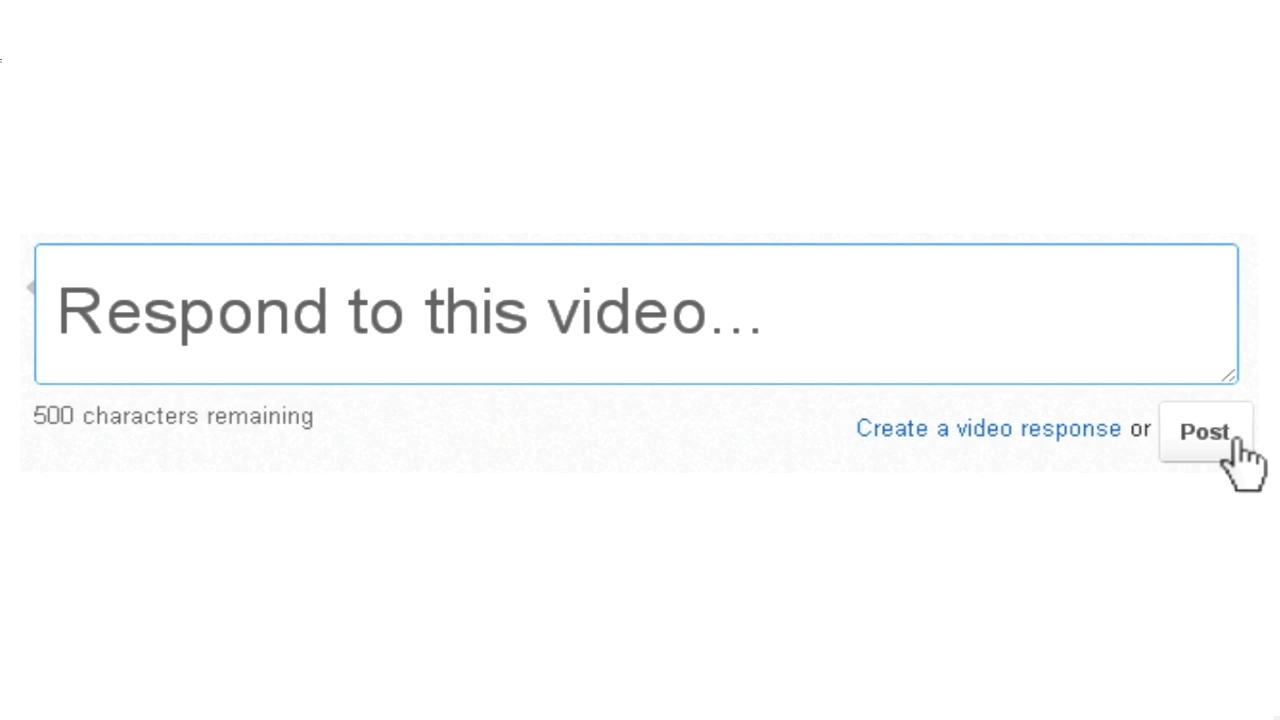 Respond to this video...
500 characters remaining
Create a video response or Post